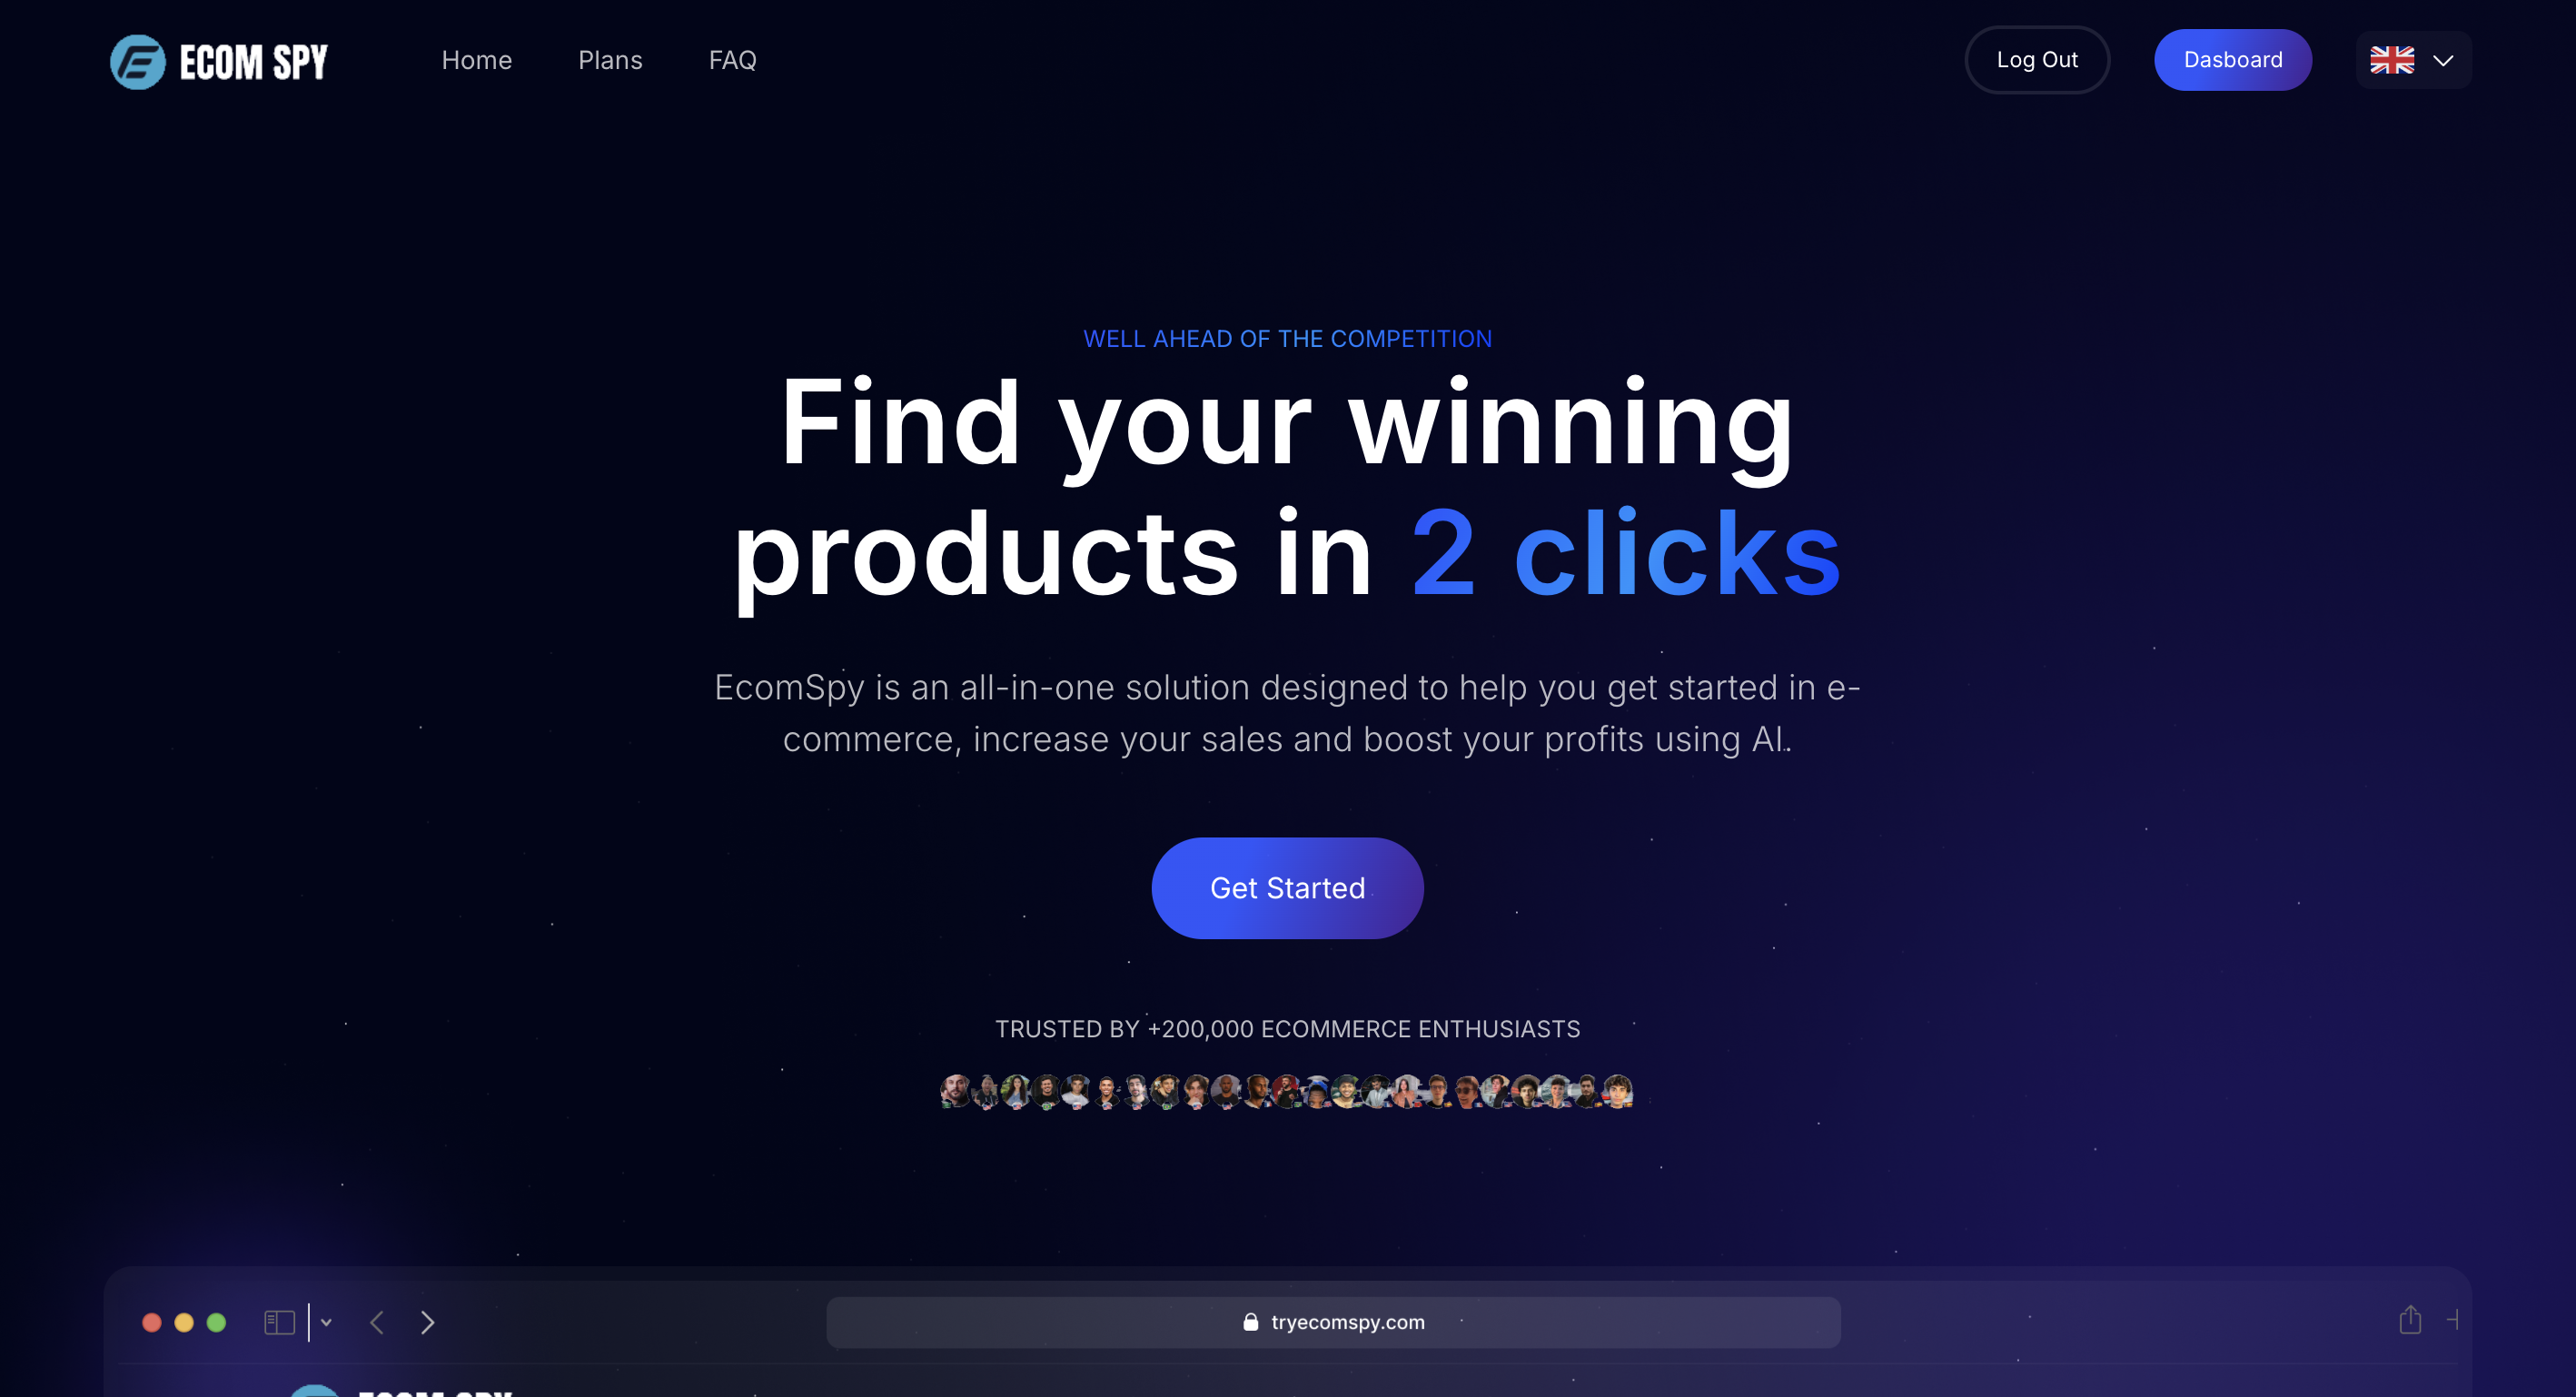 ECOM SPY
Home Plans FAQ
Log Out Dasboard
WELL AHEAD OF THE COMPETITION
Find your winning
products in 2 clicks
EcomSpy is an all-in-one solution designed to help you get started in e-
commerce, increase your sales and boost your profits using AI.
Get Started
TRUSTED BY +200,000 ECOMMERCE ENTHUSIASTS
tryecomspy.com
ECOM SPY